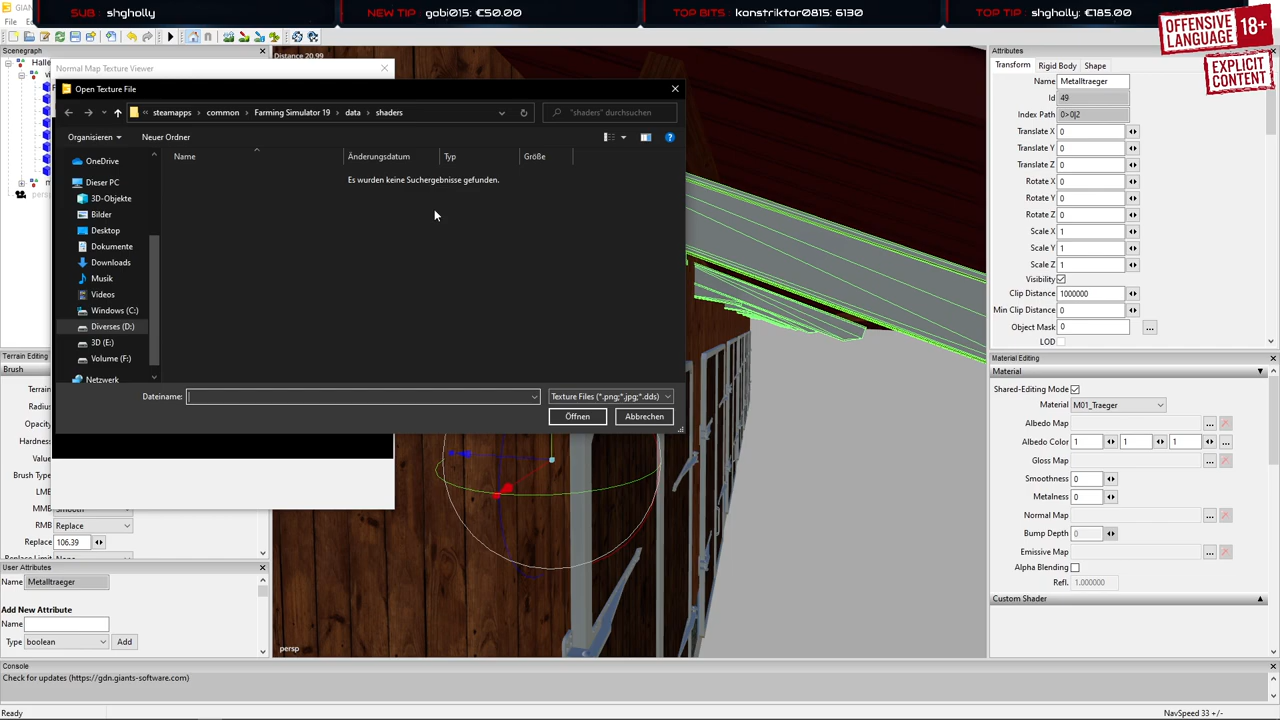 SUB : shgholly
NEW TIP : gobi015: €50.00
TOP BITS : konstriktor0815: 6130
TOP TIP : shgholly: €185.00
OFFENSIVE LANGUAGE 18+
EXPLICIT CONTENT
File
Scenegraph
Normal Map Texture Viewer
Open Texture File
« steamapps > common > Farming Simulator 19 > data > shaders
"shaders" durchsuchen
Organisieren
Neuer Ordner
Name
Änderungsdatum
Typ
Größe
Es wurden keine Suchergebnisse gefunden.
OneDrive
Dieser PC
3D-Objekte
Bilder
Desktop
Dokumente
Downloads
Musik
Videos
Windows (C:)
Diverses (D:)
3D (E:)
Volume (F:)
Netzwerk
Dateiname:
Texture Files (*.png;*.jpg;*.dds)
Öffnen
Abbrechen
Distance 20.99
persp
Terrain Editing
Brush
Terrain
Radiu
Opacity
Hardness
Value
Brush Type
LMB
MMB Smooth
RMB Replace
Replace 106.39
Replace Limit
User Attributes
Name Metalltraeger
Add New Attribute
Name
Type boolean Add
Attributes
Transform
Rigid Body
Shape
Name Metalltraeger
Id 49
Index Path 0>0|2
Translate X 0
Translate Y 0
Translate Z 0
Rotate X 0
Rotate Y 0
Rotate Z 0
Scale X 1
Scale Y 1
Scale Z 1
Visibility
Clip Distance 1000000
Min Clip Distance 0
Object Mask 0 ...
LOD
Material Editing
Material
Shared-Editing Mode
Material M01_Traeger
Albedo Map ...
Albedo Color 1 1 1 ...
Gloss Map ...
Smoothness 0
Metalness 0
Normal Map ...
Bump Depth 0
Emissive Map ...
Alpha Blending
Refl. 1.000000
Custom Shader
Console
Check for updates (https://gdn.giants-software.com)
Ready
NavSpeed 33 +/-